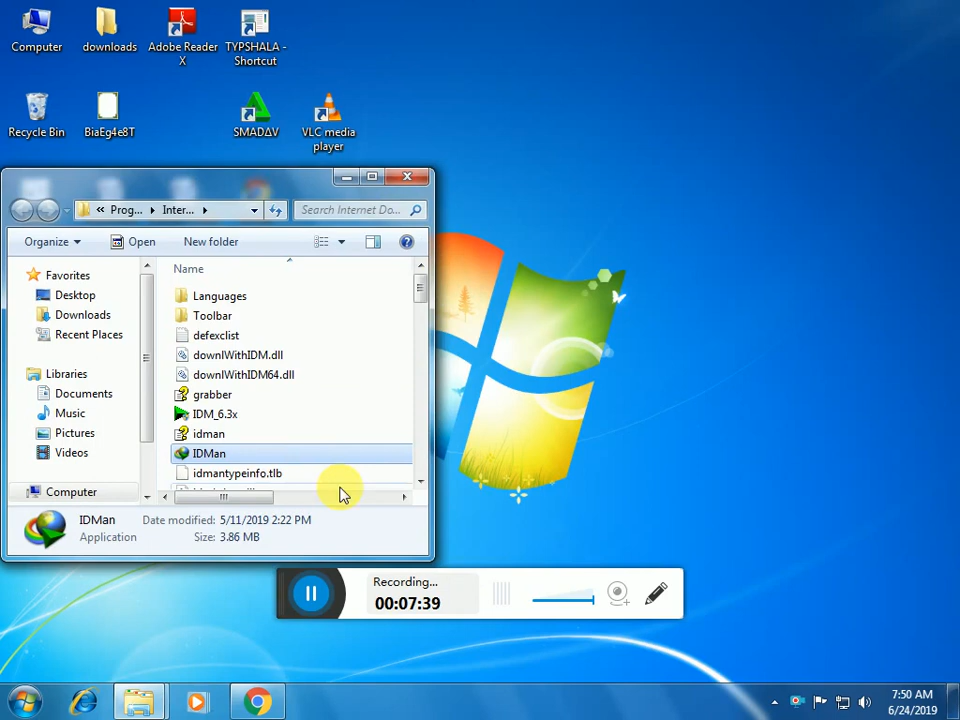 Computer
downloads
Adobe Reader
X
TYPSHALA -
Shortcut
Recycle Bin
BiaEg4e8T
SMADΔV
VLC media
player
« Prog... Inter...
Search Internet Do...
Organize
Open
New folder
Favorites
Desktop
Downloads
Recent Places
Libraries
Documents
Music
Pictures
Videos
Computer
Name
Languages
Toolbar
defexclist
downlWithIDM.dll
downlWithIDM64.dll
grabber
IDM_6.3x
idman
IDMan
idmantypeinfo.tlb
IDMan Date modified: 5/11/2019 2:22 PM
Application Size: 3.86 MB
Recording...
00:07:39
7:50 AM
6/24/2019